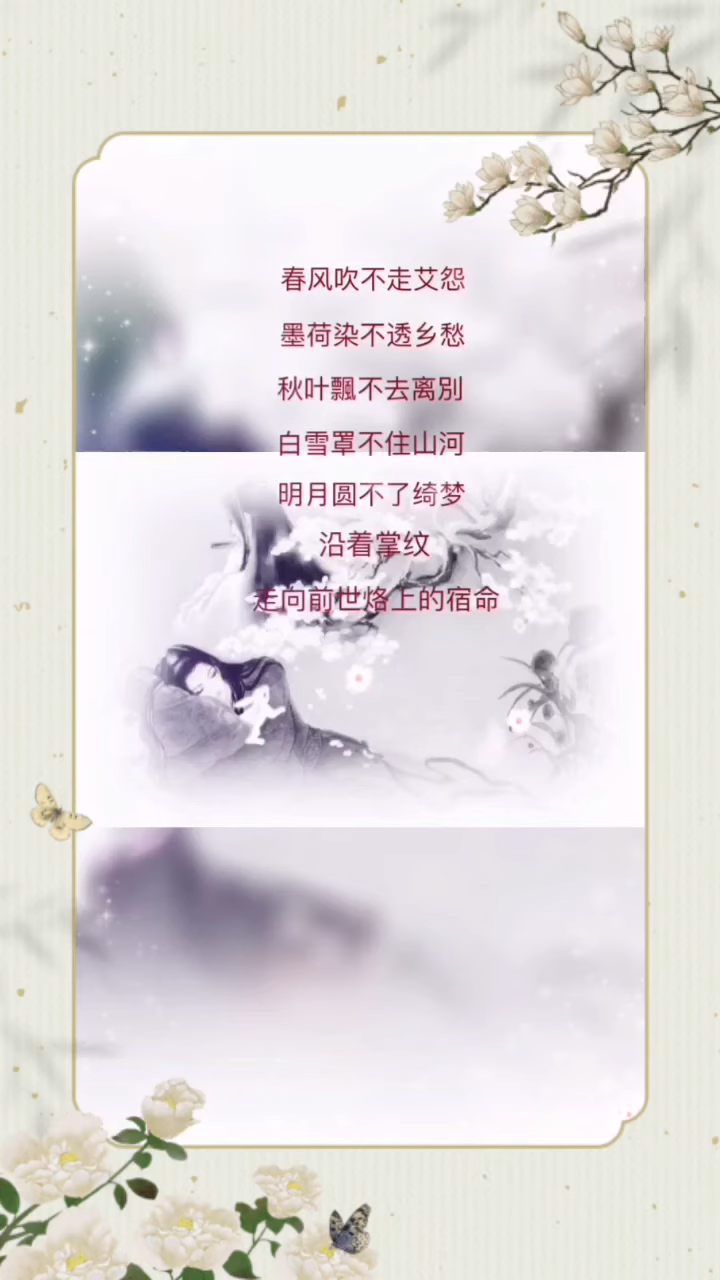 春风吹不走艾怨
墨荷染不透乡愁
秋叶飄不去离別
白雪罩不住山河
明月圆不了绮梦
沿着掌纹
走向前世烙上的宿命